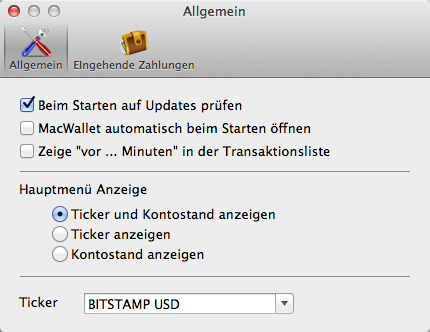 Allgemein
Allgemein EIngehende Zahlungen
Beim Starten auf Updates prüfen
MacWallet automatisch beim Starten öffnen
Zeige "vor ... Minuten" in der Transaktionsliste
Hauptmenü Anzeige
Ticker und Kontostand anzeigen
Ticker anzeigen
Kontostand anzeigen
Ticker BITSTAMP USD